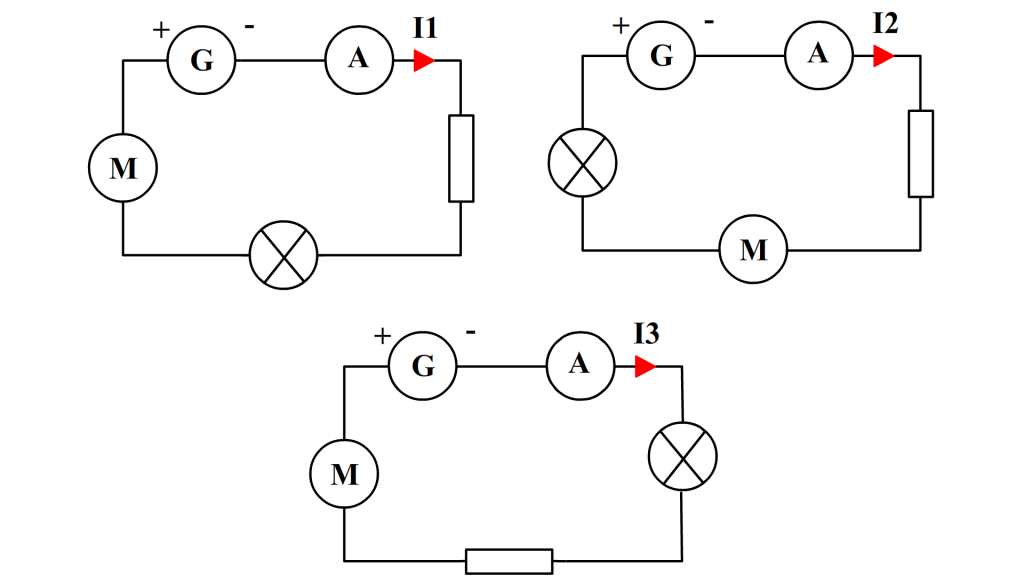 + G - A I1
M
+ G - A I2
M
+ G - A I3
M